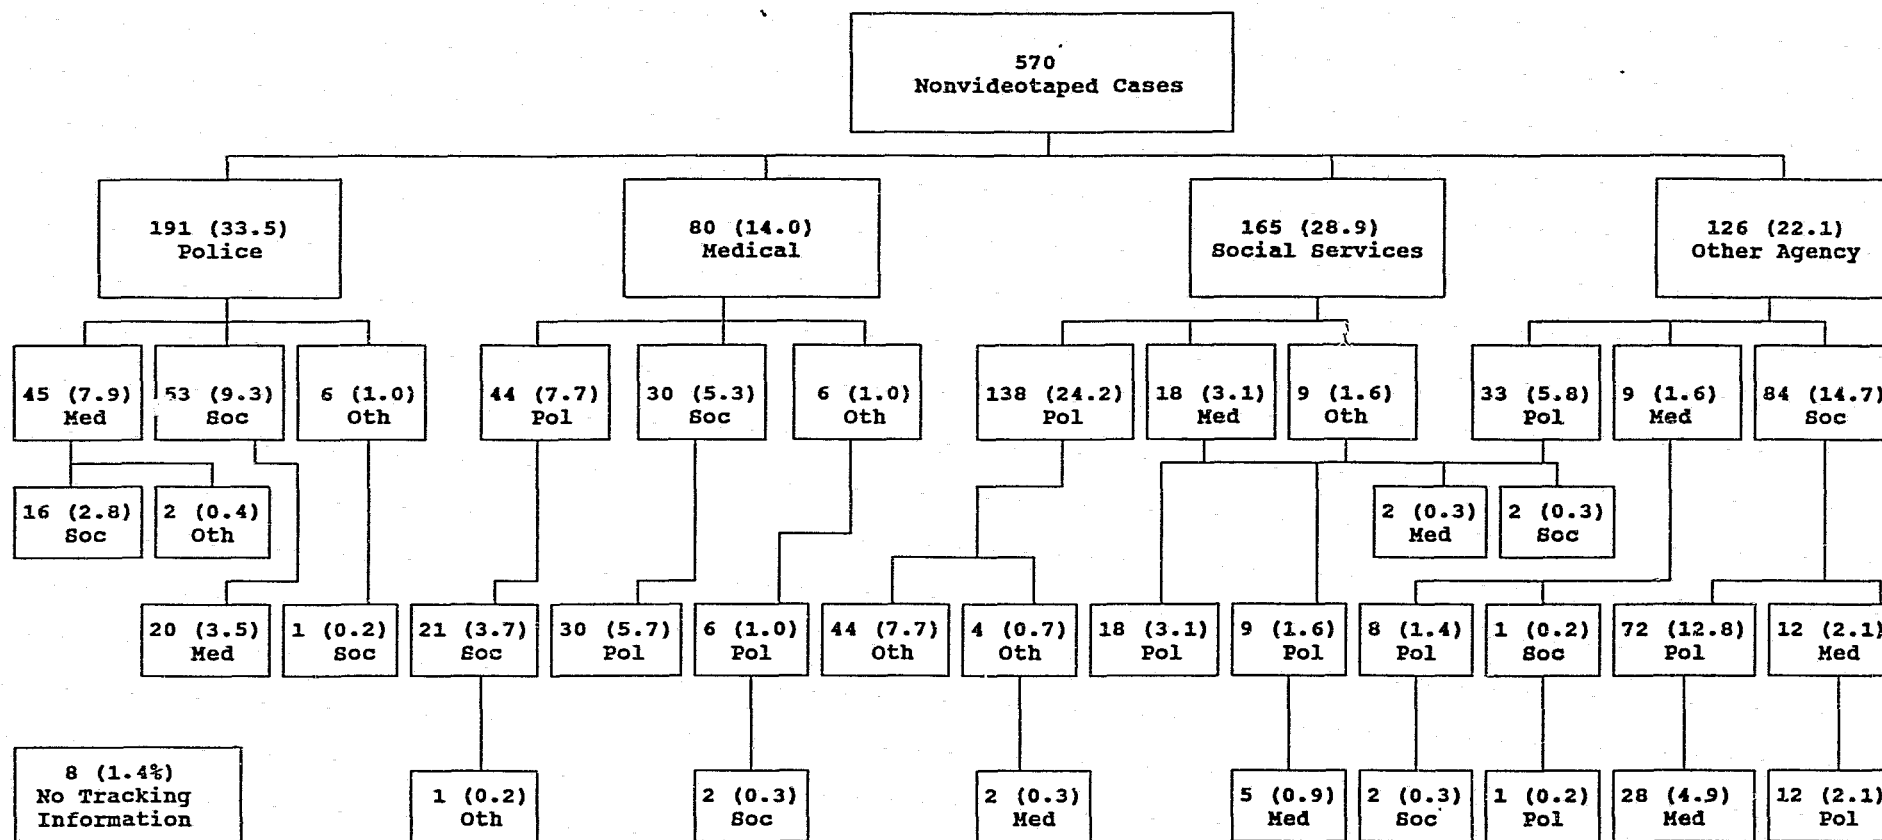 570
Nonvideotaped Cases
191 (33.5)
Police
80 (14.0)
Medical
165 (28.9)
Social Services
126 (22.1)
Other Agency
45 (7.9)
Med
53 (9.3)
Soc
6 (1.0)
Oth
44 (7.7)
Pol
30 (5.3)
Soc
6 (1.0)
Oth
138 (24.2)
Pol
18 (3.1)
Med
9 (1.6)
Oth
33 (5.8)
Pol
9 (1.6)
Med
84 (14.7)
Soc
16 (2.8)
Soc
2 (0.4)
Oth
2 (0.3)
Med
2 (0.3)
Soc
20 (3.5)
Med
1 (0.2)
Soc
21 (3.7)
Soc
30 (5.7)
Pol
6 (1.0)
Pol
44 (7.7)
Oth
4 (0.7)
Oth
18 (3.1)
Pol
9 (1.6)
Pol
8 (1.4)
Pol
1 (0.2)
Soc
72 (12.8)
Pol
12 (2.1)
Med
8 (1.4%)
No Tracking
Information
1 (0.2)
Oth
2 (0.3)
Soc
2 (0.3)
Med
5 (0.9)
Med
2 (0.3)
Soc
1 (0.2)
Pol
28 (4.9)
Med
12 (2.1)
Pol